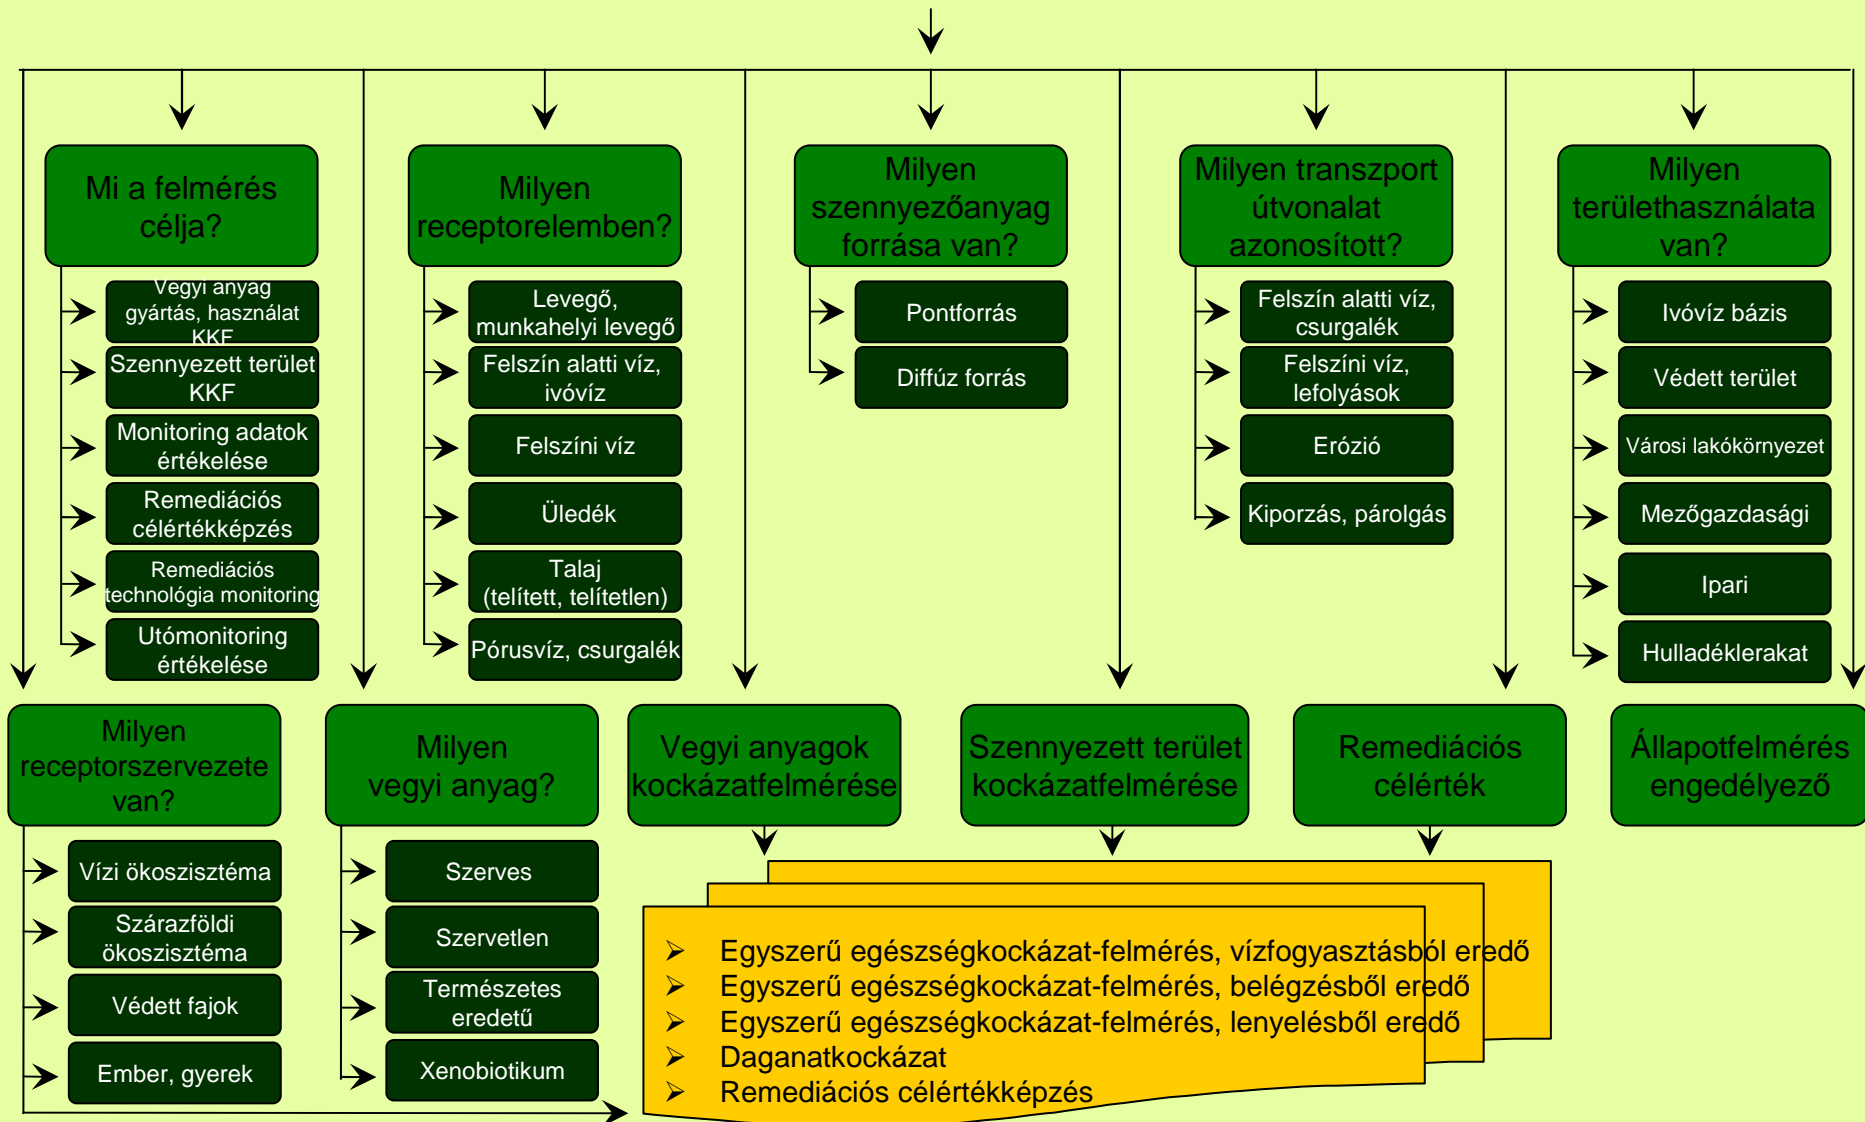 Mi a felmérés
célja?
Vegyi anyag
gyártás, használat
KKF
Szennyezett terület
KKF
Monitoring adatok
értékelése
Remediációs
célértékképzés
Remediációs
technológia monitoring
Utómonitoring
értékelése
Milyen
receptorelemben?
Levegő,
munkahelyi levegő
Felszín alatti víz,
ivóvíz
Felszíni víz
Üledék
Talaj
(telített, telítetlen)
Pórusvíz, csurgalék
Milyen
szennyezőanyag
forrása van?
Pontforrás
Diffúz forrás
Milyen transzport
útvonalat
azonosított?
Felszín alatti víz,
csurgalék
Felszíni víz,
lefolyások
Erózió
Kiporzás, párolgás
Milyen
területhasználata
van?
Ivóvíz bázis
Védett terület
Városi lakókörnyezet
Mezőgazdasági
Ipari
Hulladéklerakat
Milyen
receptorszervezete
van?
Vízi ökoszisztéma
Szárazföldi
ökoszisztéma
Védett fajok
Ember, gyerek
Milyen
vegyi anyag?
Szerves
Szervetlen
Természetes
eredetű
Xenobiotikum
Vegyi anyagok
kockázatfelmérése
Szennyezett terület
kockázatfelmérése
Remediációs
célérték
Állapotfelmérés
engedélyező
➢ Egyszerű egészségkockázat-felmérés, vízfogyasztásból eredő
➢ Egyszerű egészségkockázat-felmérés, belégzésből eredő
➢ Egyszerű egészségkockázat-felmérés, lenyelésből eredő
➢ Daganatkockázat
➢ Remediációs célértékképzés